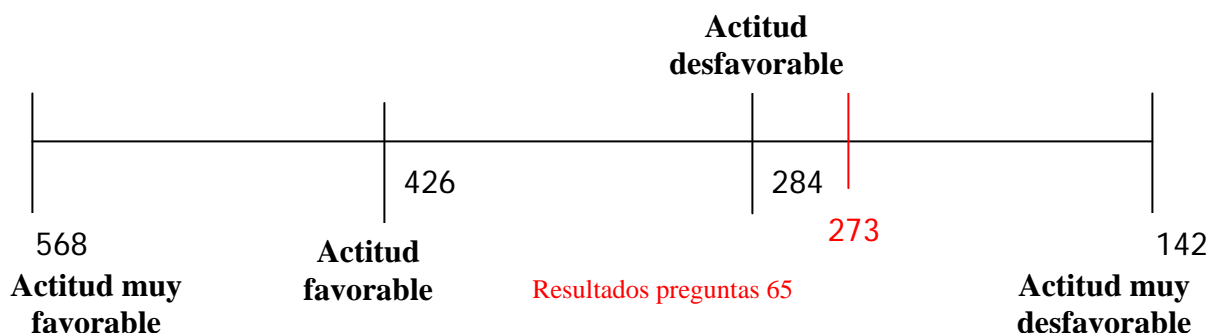 Actitud
desfavorable
426
284
273
568
142
Actitud muy
favorable
Actitud
favorable
Resultados preguntas 65
Actitud muy
desfavorable